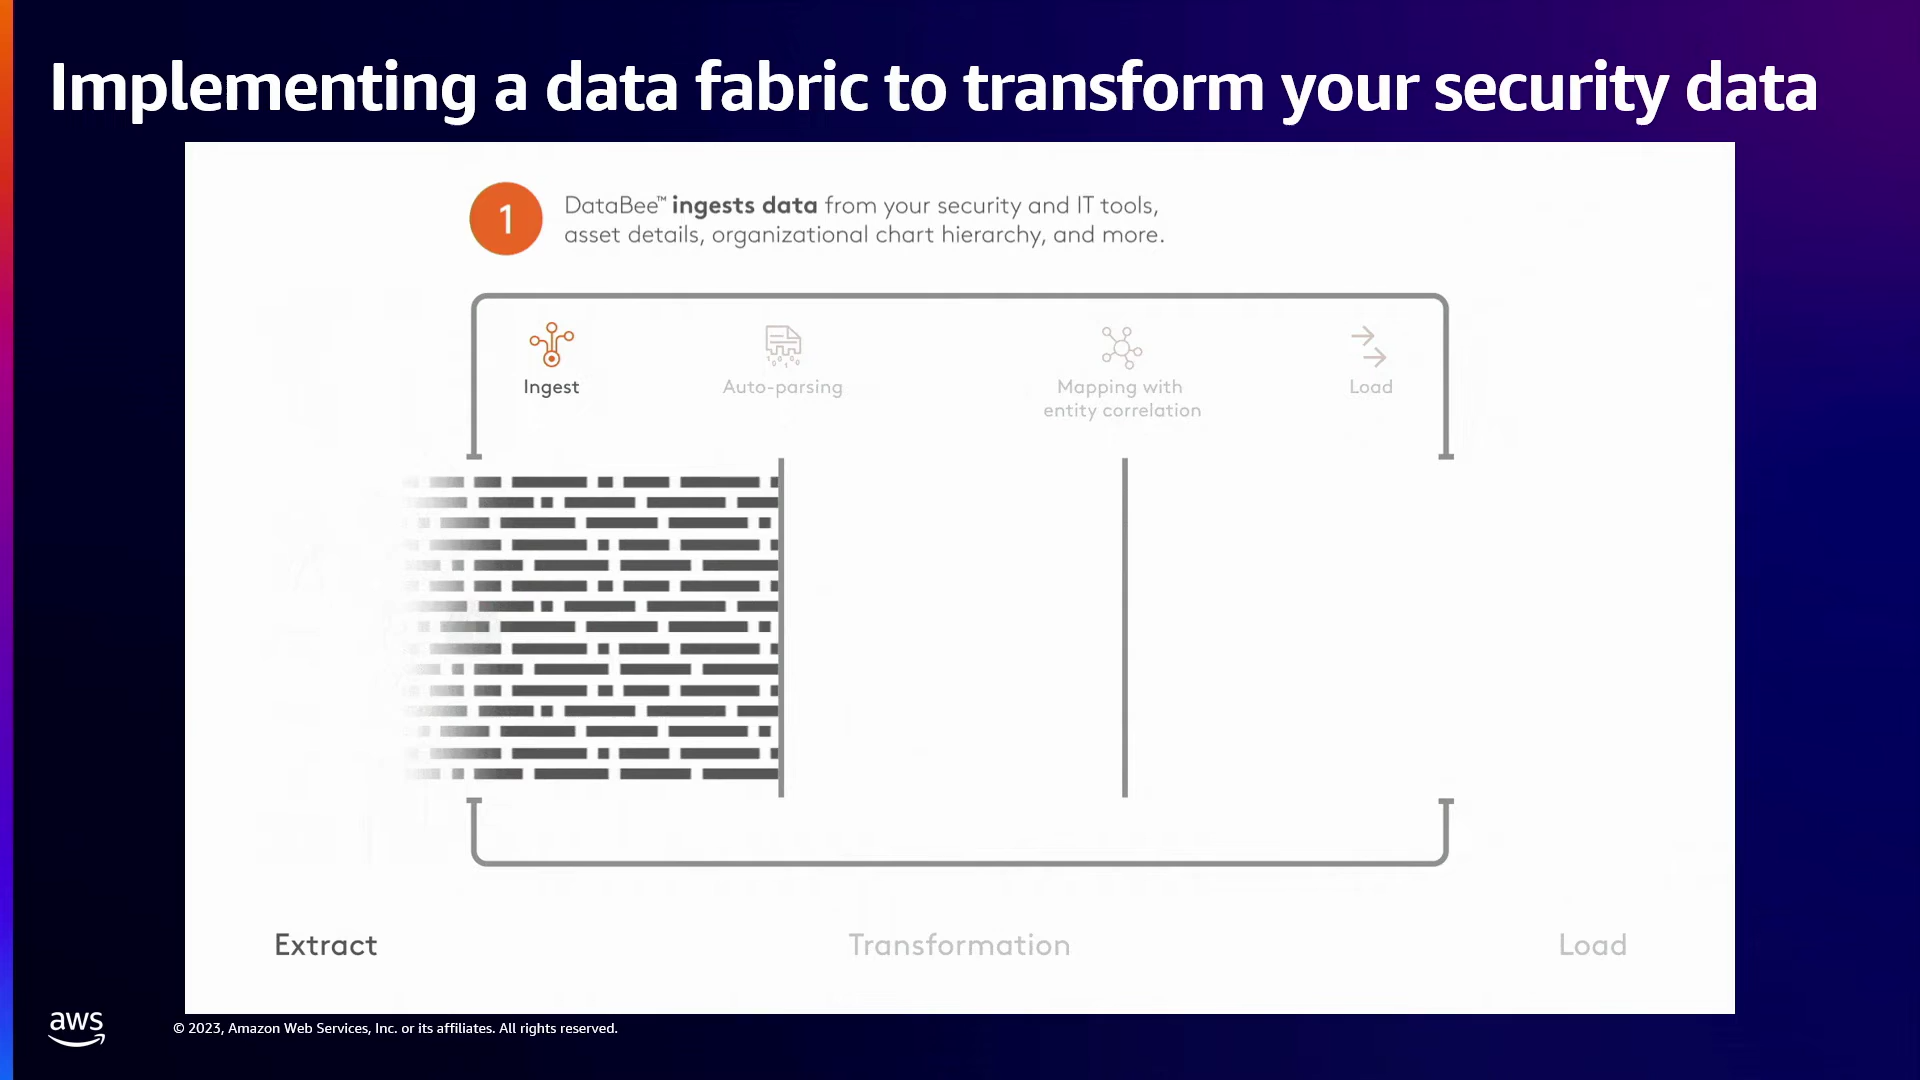 Implementing a data fabric to transform your security data
1
DataBee™ ingests data from your security and IT tools,
asset details, organizational chart hierarchy, and more.
Ingest
Auto-parsing
Mapping with
entity correlation
Load
Extract
Transformation
Load
aws
© 2023, Amazon Web Services, Inc. or its affiliates. All rights reserved.